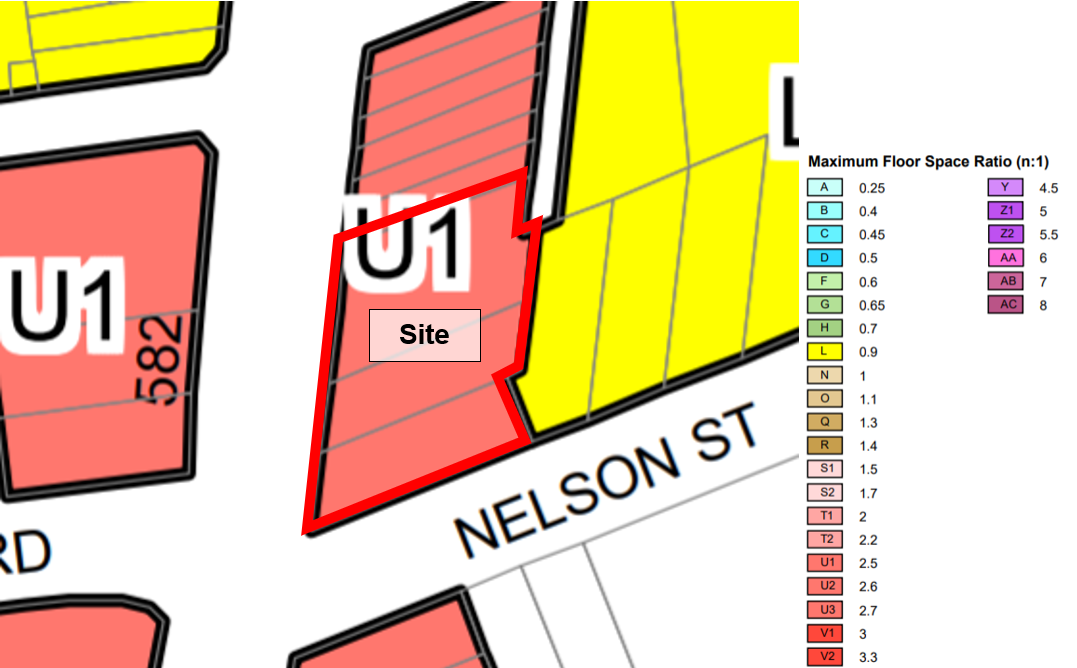 L
U1
U1
Site
582
NELSON ST
RD
Maximum Floor Space Ratio (n:1)
A 0.25
B 0.4
C 0.45
D 0.5
F 0.6
G 0.65
H 0.7
L 0.9
N 1
O 1.1
Q 1.3
R 1.4
S1 1.5
S2 1.7
T1 2
T2 2.2
U1 2.5
U2 2.6
U3 2.7
V1 3
V2 3.3
Y 4.5
Z1 5
Z2 5.5
AA 6
AB 7
AC 8